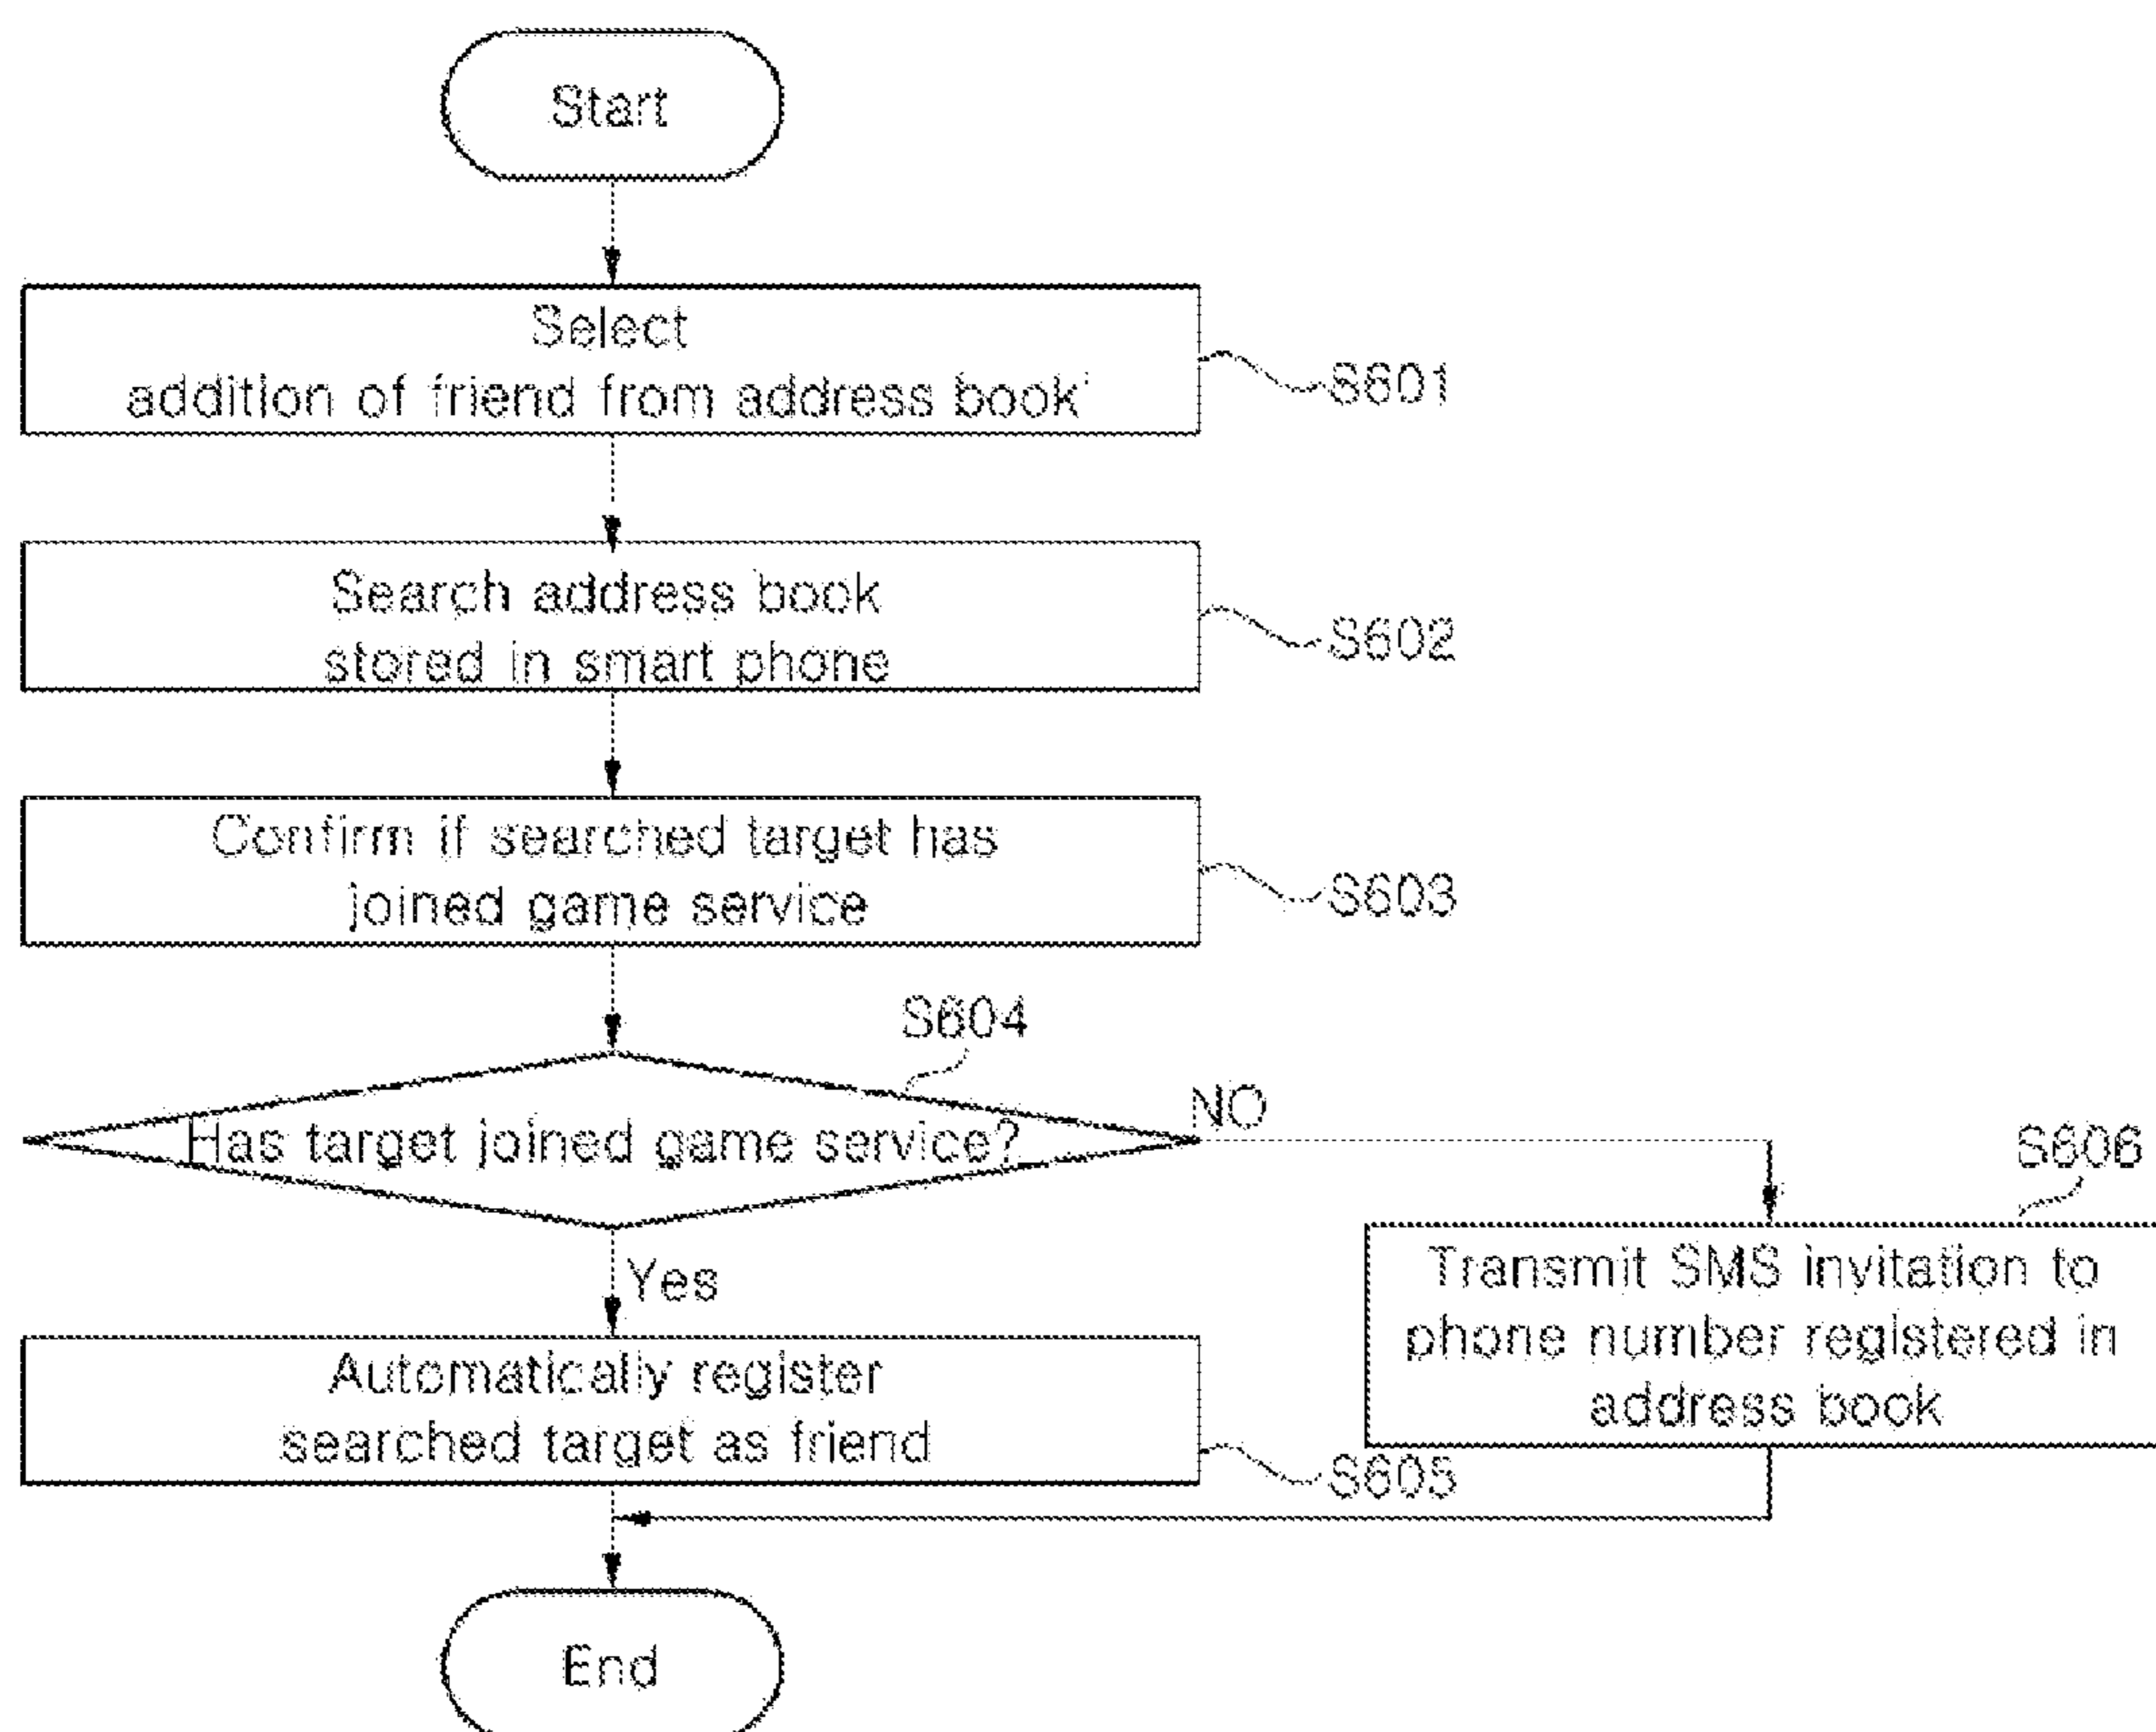 Start
Select
addition of friend from address book'
S601
Search address book
stored in smart phone
S602
Confirm if searched target has
joined game service
S603
S604
Has target joined game service?
NO
Yes
S606
Transmit SMS invitation to
phone number registered in
address book
Automatically register
searched target as friend
S605
End